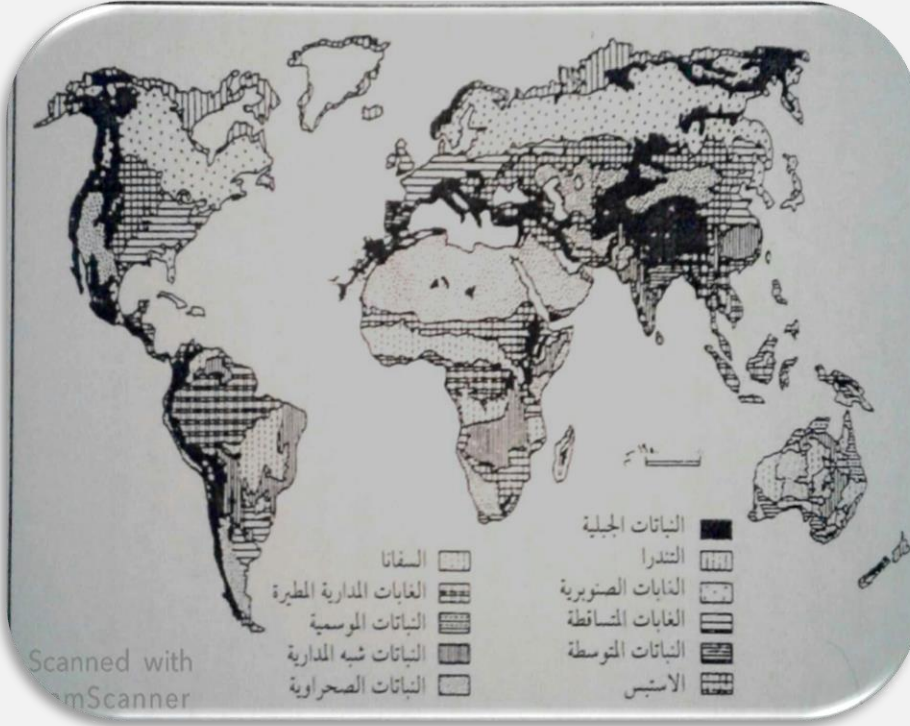 النباتات الجبلية
التندرا
الغابات الصنوبرية
الغابات المتساقطة
النباتات المتوسطة
الاستبس
السفانا
الغابات المدارية المطيرة
النباتات الموسمية
النباتات شبه المدارية
النباتات الصحراوية
Scanned with
amScanner